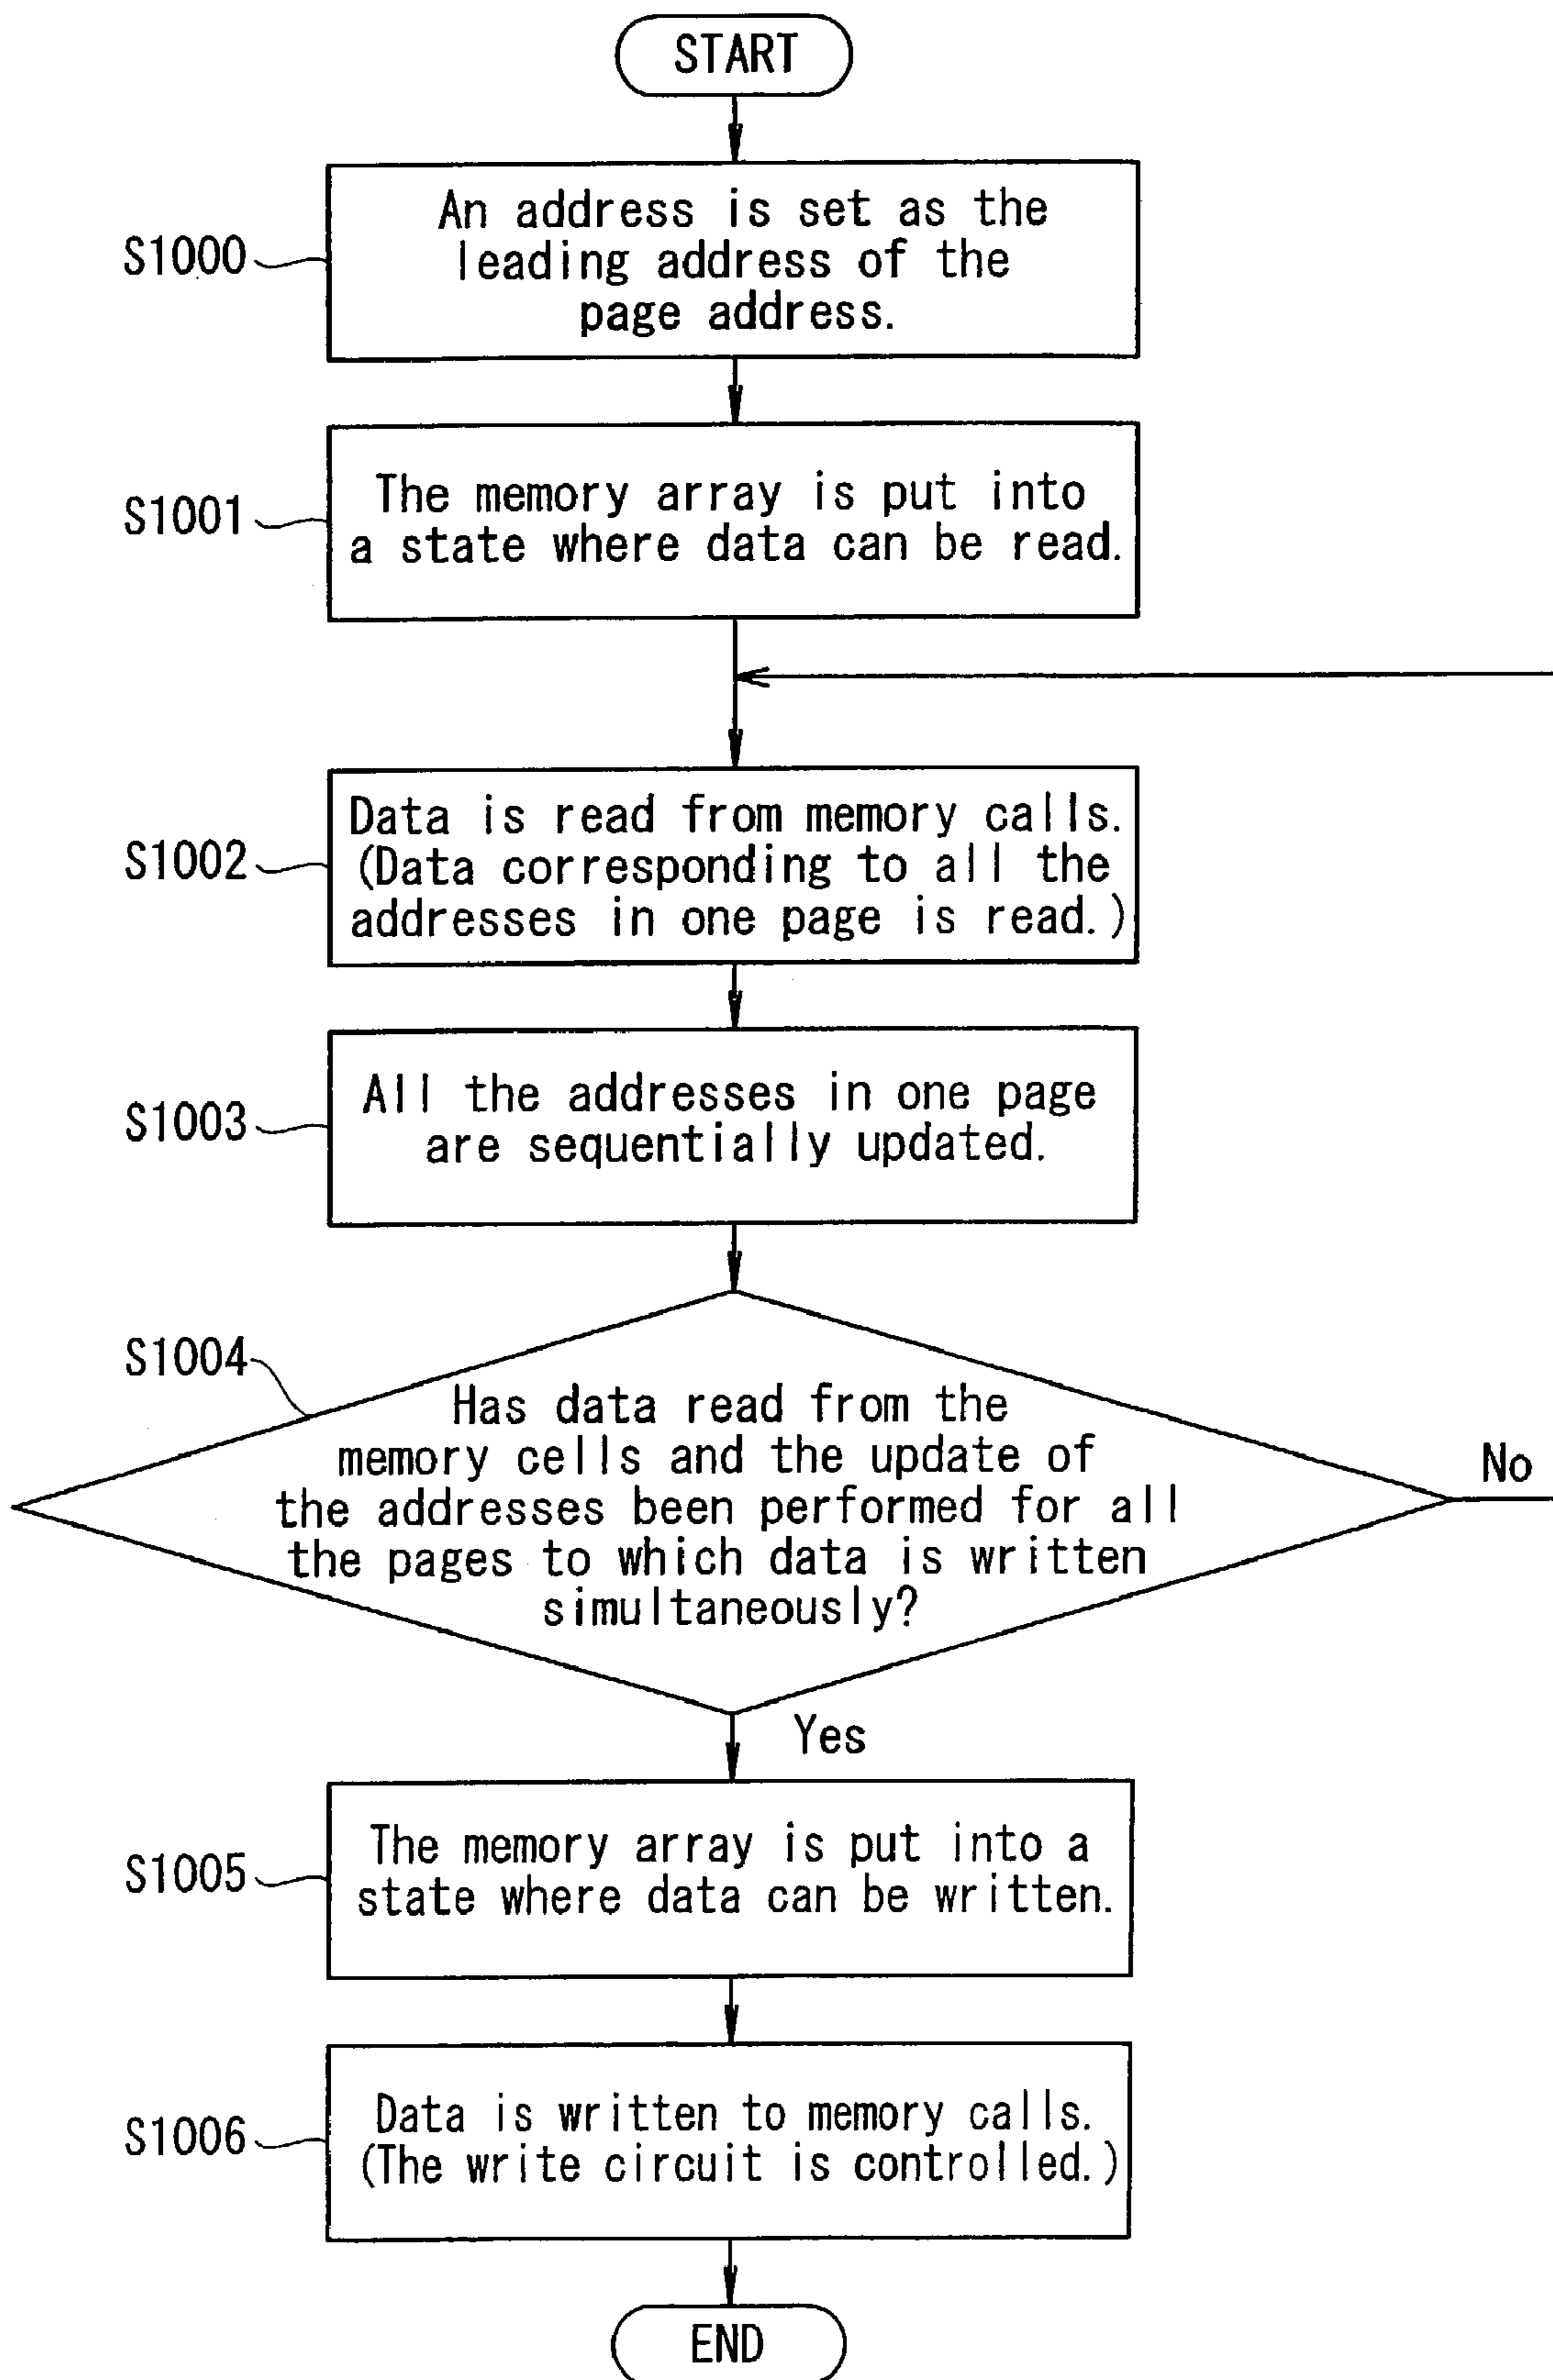 START
S1000
An address is set as the
leading address of the
page address.
S1001
The memory array is put into
a state where data can be read.
S1002
Data is read from memory calls.
(Data corresponding to all the
addresses in one page is read.)
S1003
All the addresses in one page
are sequentially updated.
S1004
Has data read from the
memory cells and the update of
the addresses been performed for all
the pages to which data is written
simultaneously?
No
Yes
S1005
The memory array is put into a
state where data can be written.
S1006
Data is written to memory calls.
(The write circuit is controlled.)
END